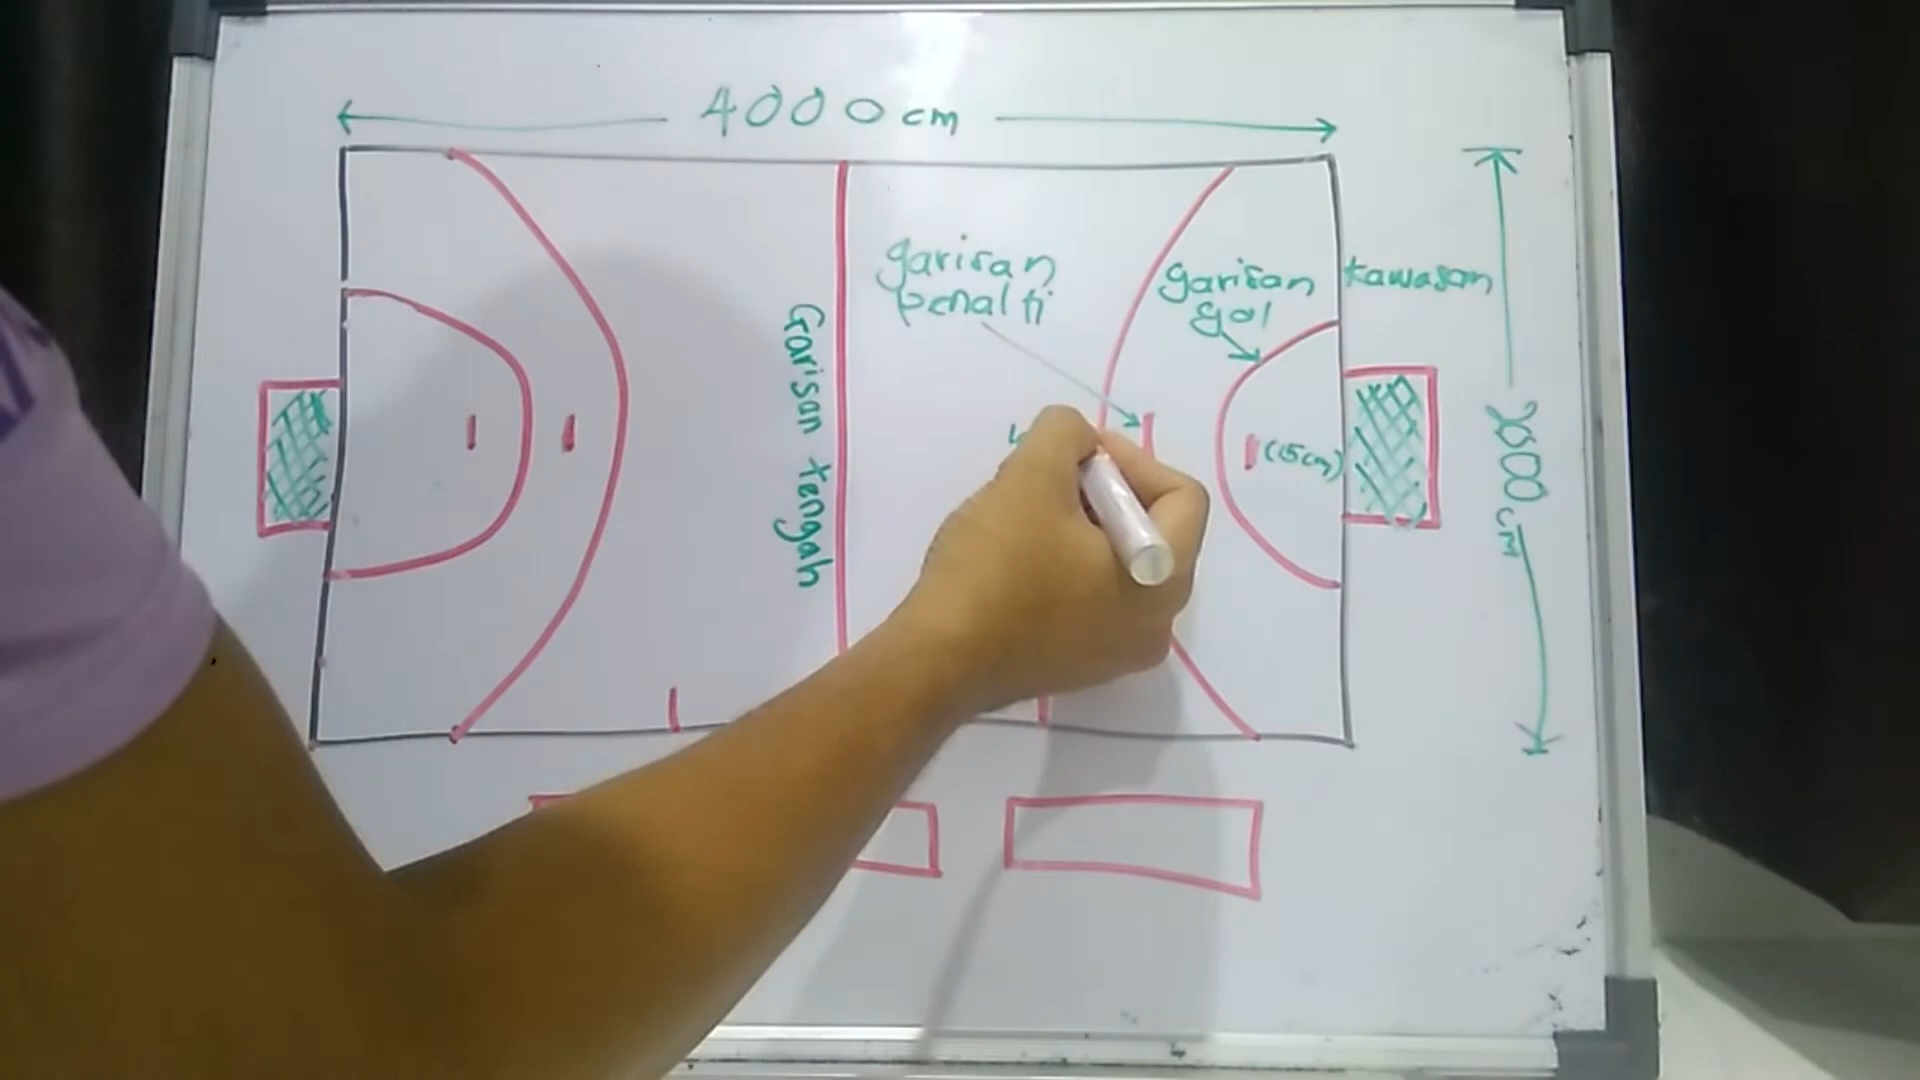 4000 cm
garisan
penalti
garisan
gol
kawasan
Garisan tengah
(15cm)
2000 cm